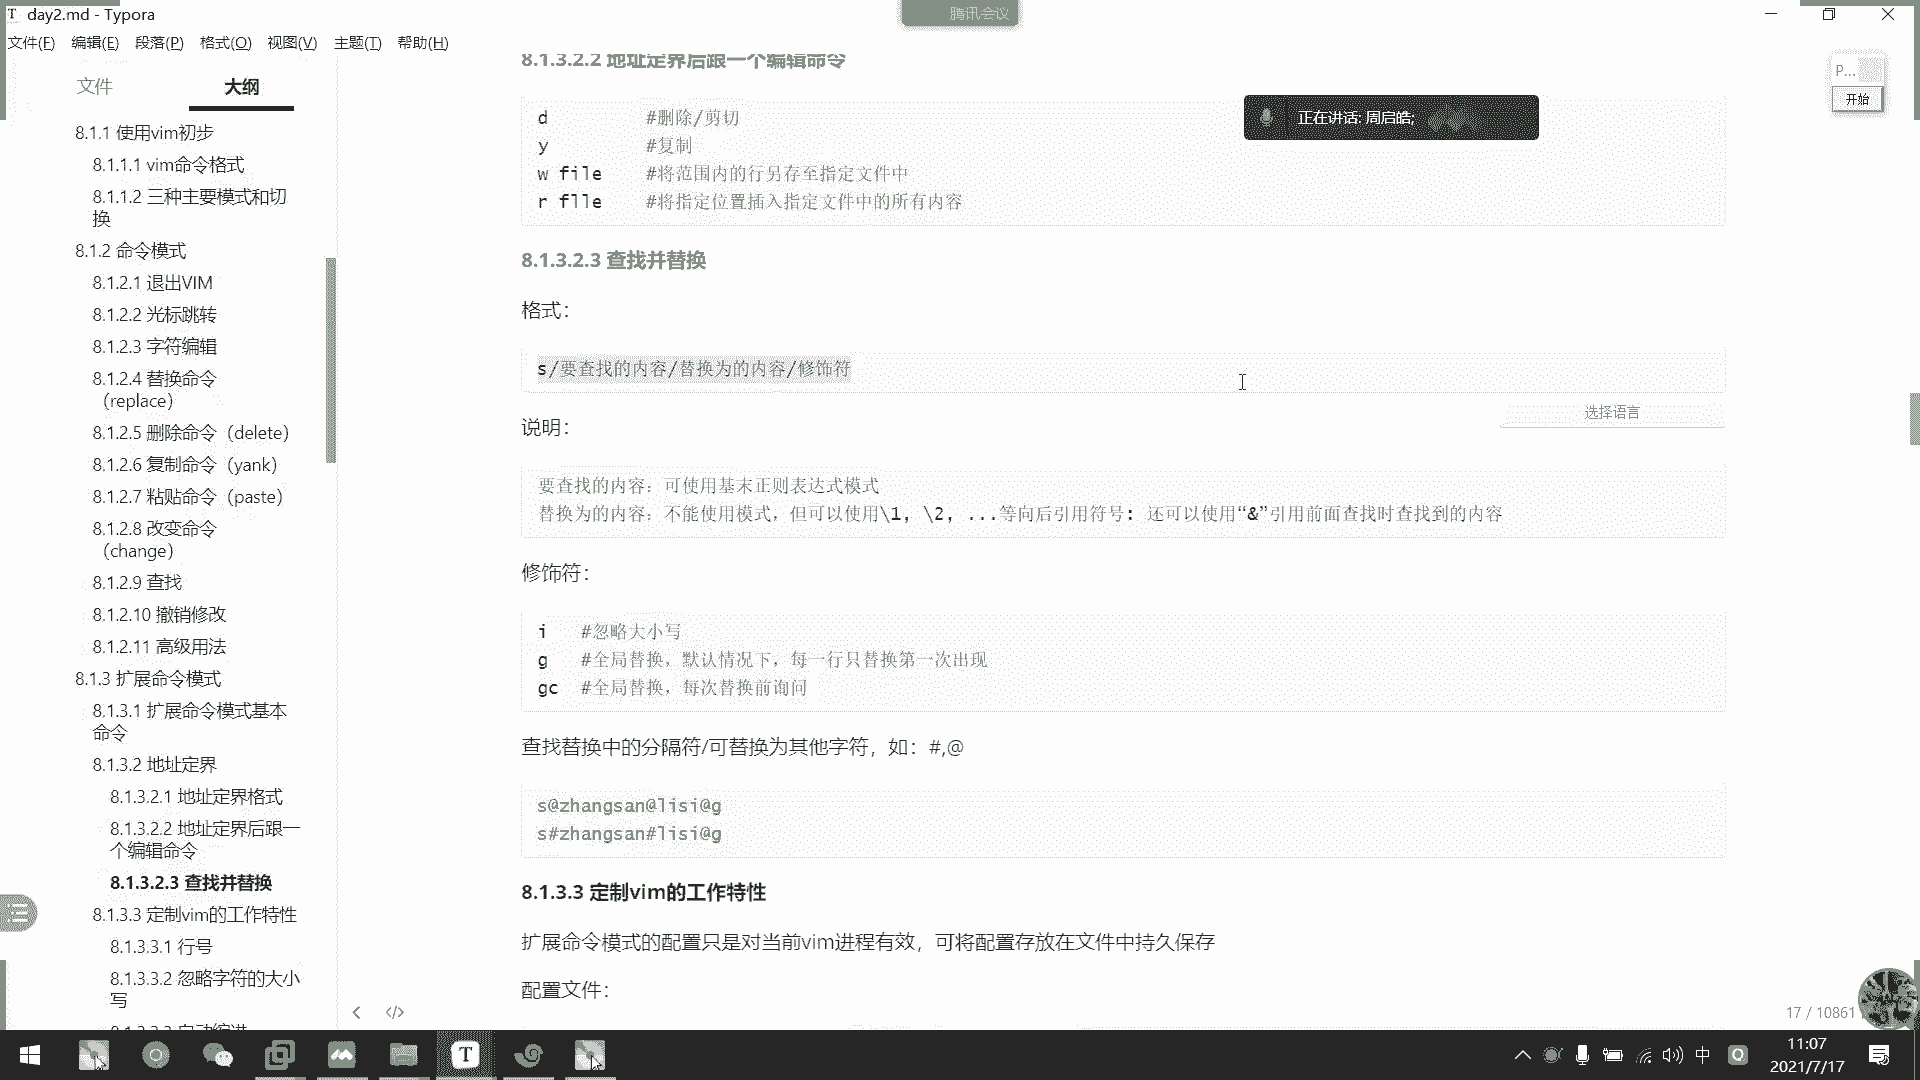 day2.md - Typora
腾讯会议
文件(F) 编辑(E) 段落(P) 格式(O) 视图(V) 主题(T) 帮助(H)
文件 大纲
8.1.1 使用vim初步
8.1.1.1 vim命令格式
8.1.1.2 三种主要模式和切
换
8.1.2 命令模式
8.1.2.1 退出VIM
8.1.2.2 光标跳转
8.1.2.3 字符编辑
8.1.2.4 替换命令
（replace）
8.1.2.5 删除命令（delete）
8.1.2.6 复制命令（yank）
8.1.2.7 粘贴命令（paste）
8.1.2.8 改变命令
（change）
8.1.2.9 查找
8.1.2.10 撤销修改
8.1.2.11 高级用法
8.1.3 扩展命令模式
8.1.3.1 扩展命令模式基本
命令
8.1.3.2 地址定界
8.1.3.2.1 地址定界格式
8.1.3.2.2 地址定界后跟一
个编辑命令
8.1.3.2.3 查找并替换
8.1.3.3 定制vim的工作特性
8.1.3.3.1 行号
8.1.3.3.2 忽略字符的大小
写
8.1.3.2.2 地址定界后跟一个编辑命令
d #删除/剪切
y #复制
w file #将范围内的行另存至指定文件中
r flle #将指定位置插入指定文件中的所有内容
正在讲话: 周启皓;
P...
开始
8.1.3.2.3 查找并替换
格式：
s/要查找的内容/替换为的内容/修饰符
选择语言
说明：
要查找的内容：可使用基末正则表达式模式
替换为的内容：不能使用模式，但可以使用\1, \2, ...等向后引用符号: 还可以使用“&”引用前面查找时查找到的内容
修饰符：
i #忽略大小写
g #全局替换，默认情况下，每一行只替换第一次出现
gc #全局替换，每次替换前询问
查找替换中的分隔符/可替换为其他字符，如：#,@
s@zhangsan@lisi@g
s#zhangsan#lisi@g
8.1.3.3 定制vim的工作特性
扩展命令模式的配置只是对当前vim进程有效，可将配置存放在文件中持久保存
配置文件：
17 / 10861
中
11:07
2021/7/17